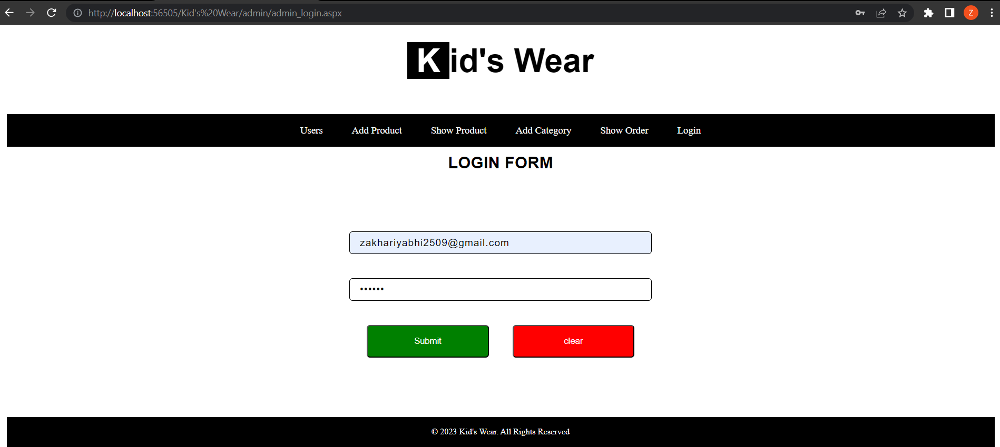 http://localhost:56505/Kid's%20Wear/admin/admin_login.aspx
Z
Kid's Wear
Users Add Product Show Product Add Category Show Order Login
LOGIN FORM
zakhariyabhi2509@gmail.com
••••••
Submit clear
© 2023 Kid's Wear. All Rights Reserved